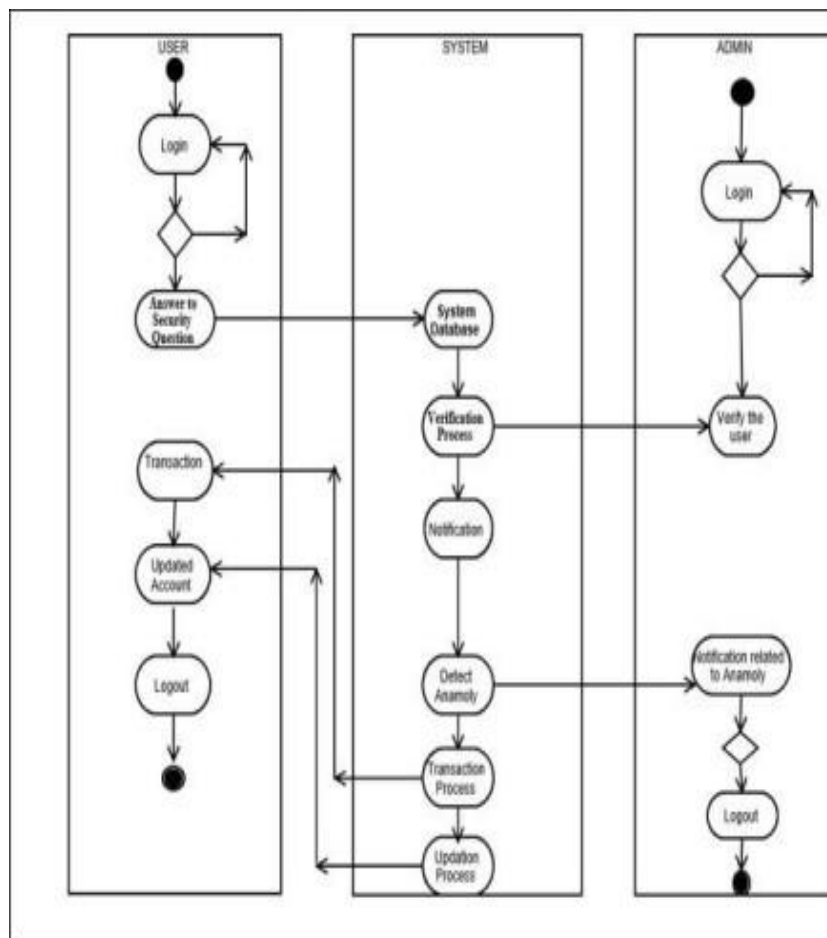 USER
Login
Answer to
Security
Question
Transaction
Updated
Account
Logout
SYSTEM
System
Database
Verification
Process
Notification
Detect
Anamoly
Transaction
Process
Updation
Process
ADMIN
Login
Verify the
user
Notification related
to Anamoly
Logout